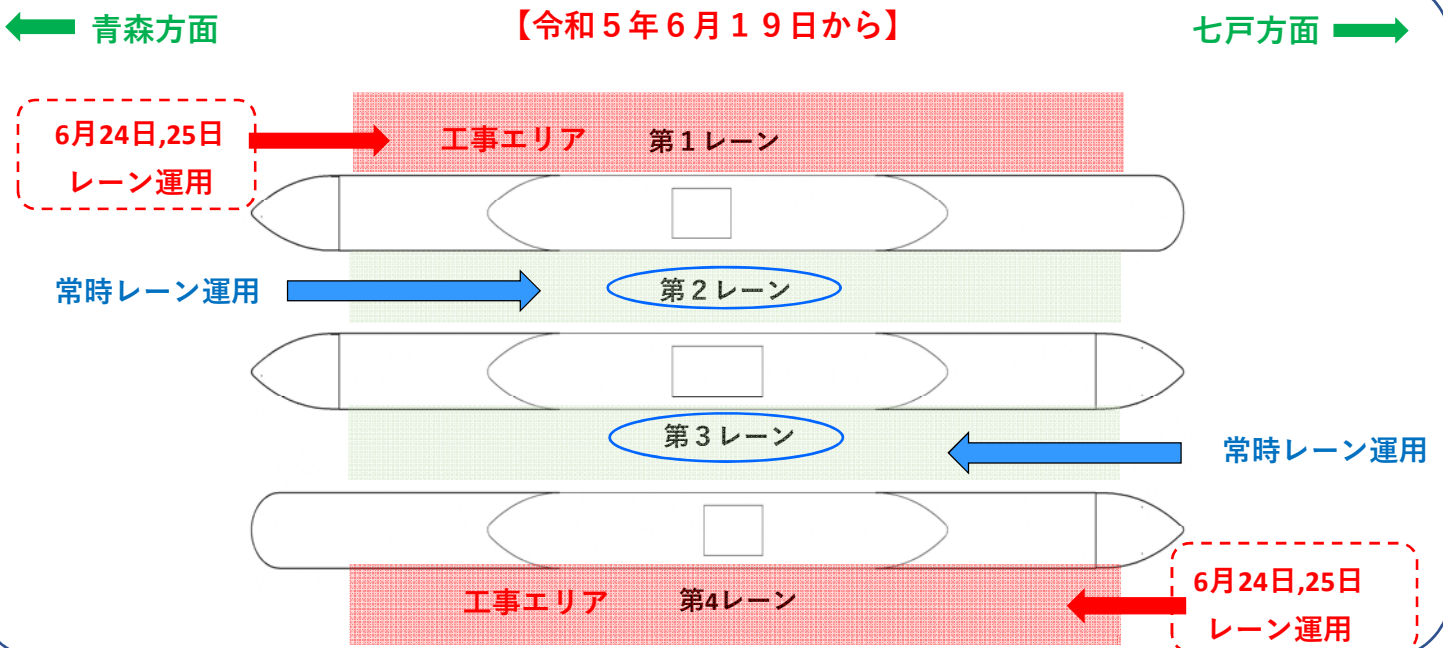 青森方面
【令和５年６月１９日から】
七戸方面
6月24日,25日
レーン運用
工事エリア
第１レーン
常時レーン運用
第２レーン
第３レーン
常時レーン運用
工事エリア
第4レーン
6月24日,25日
レーン運用